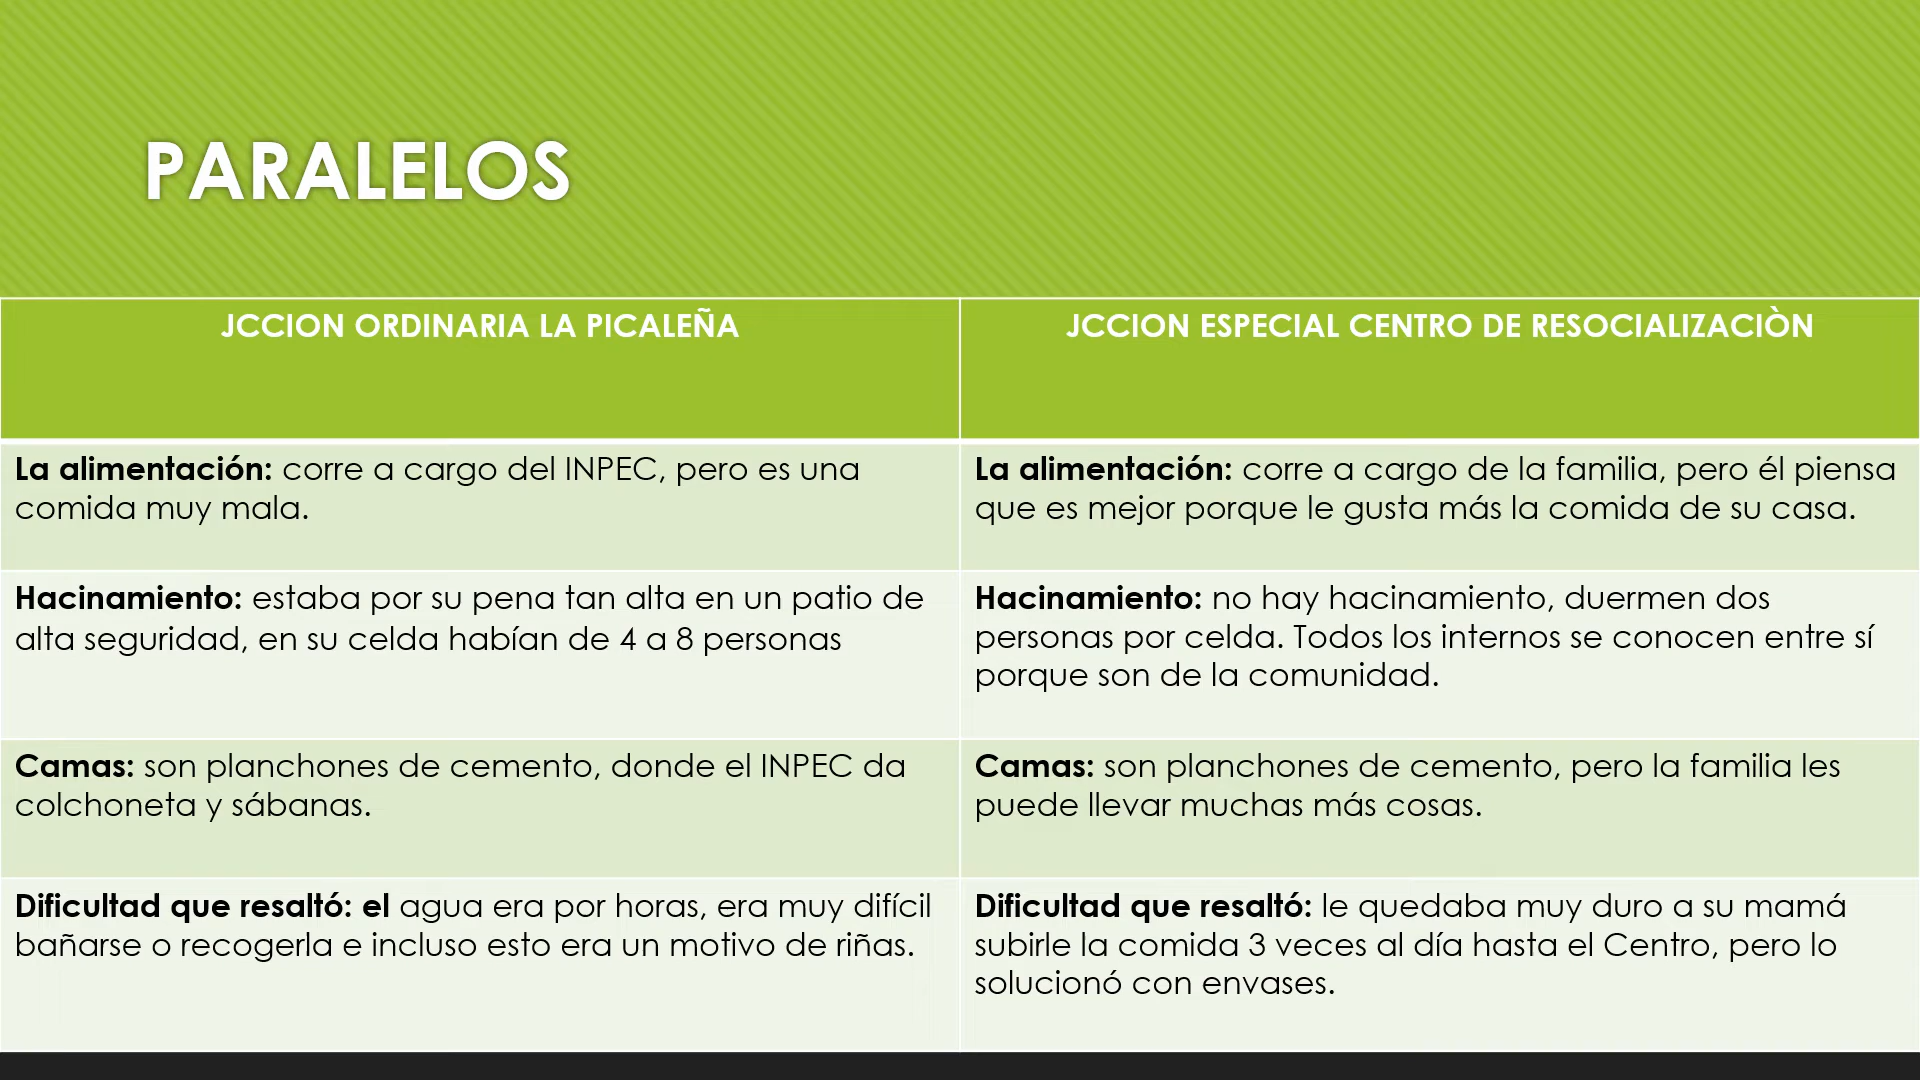 PARALELOS
JCCION ORDINARIA LA PICALEÑA
JCCION ESPECIAL CENTRO DE RESOCIALIZACIÒN
La alimentación: corre a cargo del INPEC, pero es una
comida muy mala.
La alimentación: corre a cargo de la familia, pero él piensa
que es mejor porque le gusta más la comida de su casa.
Hacinamiento: estaba por su pena tan alta en un patio de
alta seguridad, en su celda habían de 4 a 8 personas
Hacinamiento: no hay hacinamiento, duermen dos
personas por celda. Todos los internos se conocen entre sí
porque son de la comunidad.
Camas: son planchones de cemento, donde el INPEC da
colchoneta y sábanas.
Camas: son planchones de cemento, pero la familia les
puede llevar muchas más cosas.
Dificultad que resaltó: el agua era por horas, era muy difícil
bañarse o recogerla e incluso esto era un motivo de riñas.
Dificultad que resaltó: le quedaba muy duro a su mamá
subirle la comida 3 veces al día hasta el Centro, pero lo
solucionó con envases.